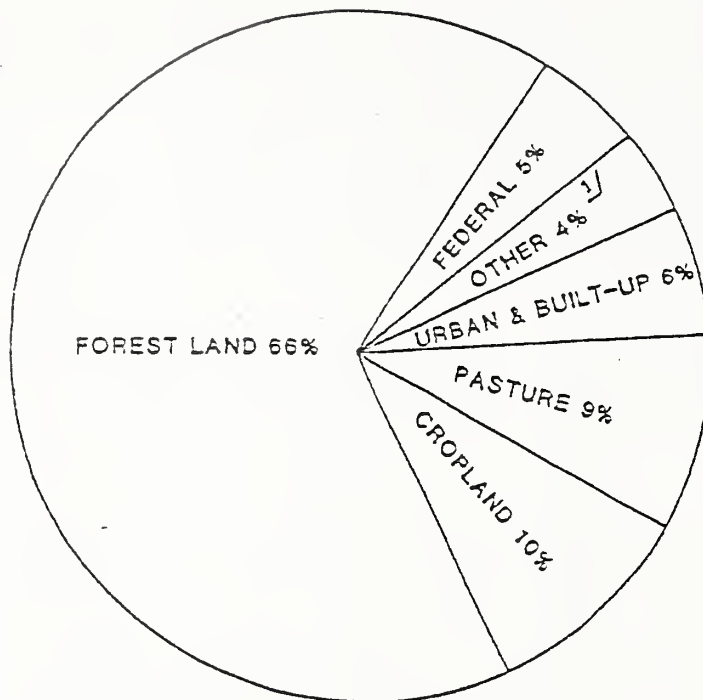 FEDERAL 5%
OTHER 4% 1/
URBAN & BUILT-UP 6%
FOREST LAND 66%
PASTURE 9%
CROPLAND 10%